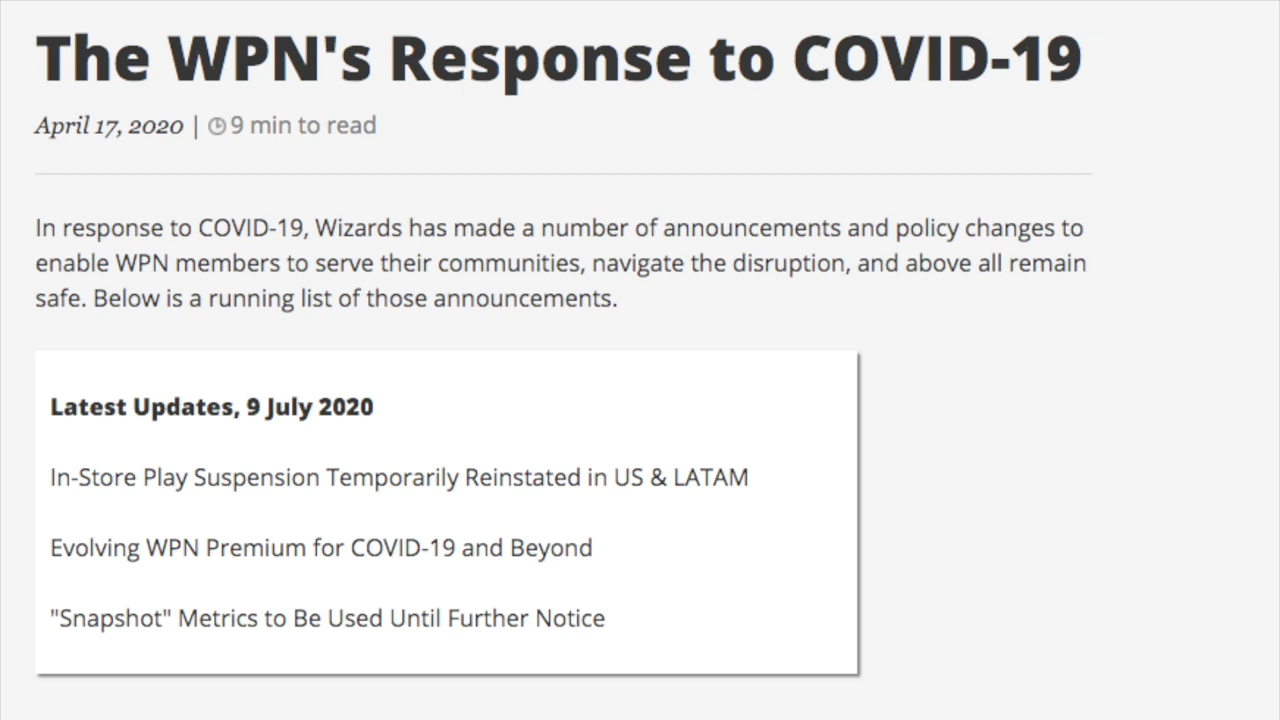 The WPN's Response to COVID-19
April 17, 2020 | 9 min to read
In response to COVID-19, Wizards has made a number of announcements and policy changes to
enable WPN members to serve their communities, navigate the disruption, and above all remain
safe. Below is a running list of those announcements.
Latest Updates, 9 July 2020
In-Store Play Suspension Temporarily Reinstated in US & LATAM
Evolving WPN Premium for COVID-19 and Beyond
"Snapshot" Metrics to Be Used Until Further Notice